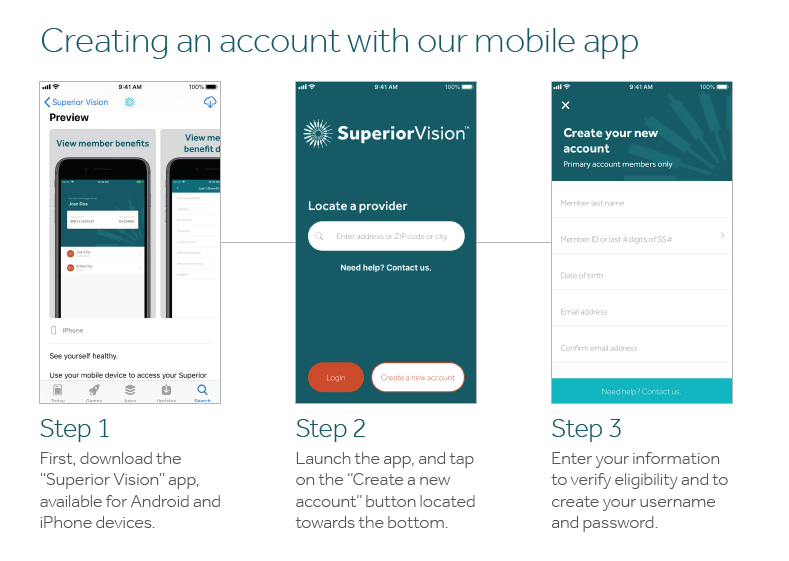 Creating an account with our mobile app
9:41 AM 100%
Superior Vision
Preview
View member benefits
View me
benefit d
Joan Doe
iPhone
See yourself healthy.
Use your mobile device to access your Superior
Today Games Apps Updates Search
9:41 AM 100%
SuperiorVision™
Locate a provider
Enter address or ZIP code or city
Need help? Contact us.
Login Create a new account
9:41 AM 100%
Create your new
account
Primary account members only
Member last name
Member ID or last 4 digits of SS#
Date of birth
Email address
Confirm email address
Need help? Contact us.
Step 1
First, download the
"Superior Vision" app,
available for Android and
iPhone devices.
Step 2
Launch the app, and tap
on the "Create a new
account" button located
towards the bottom.
Step 3
Enter your information
to verify eligibility and to
create your username
and password.